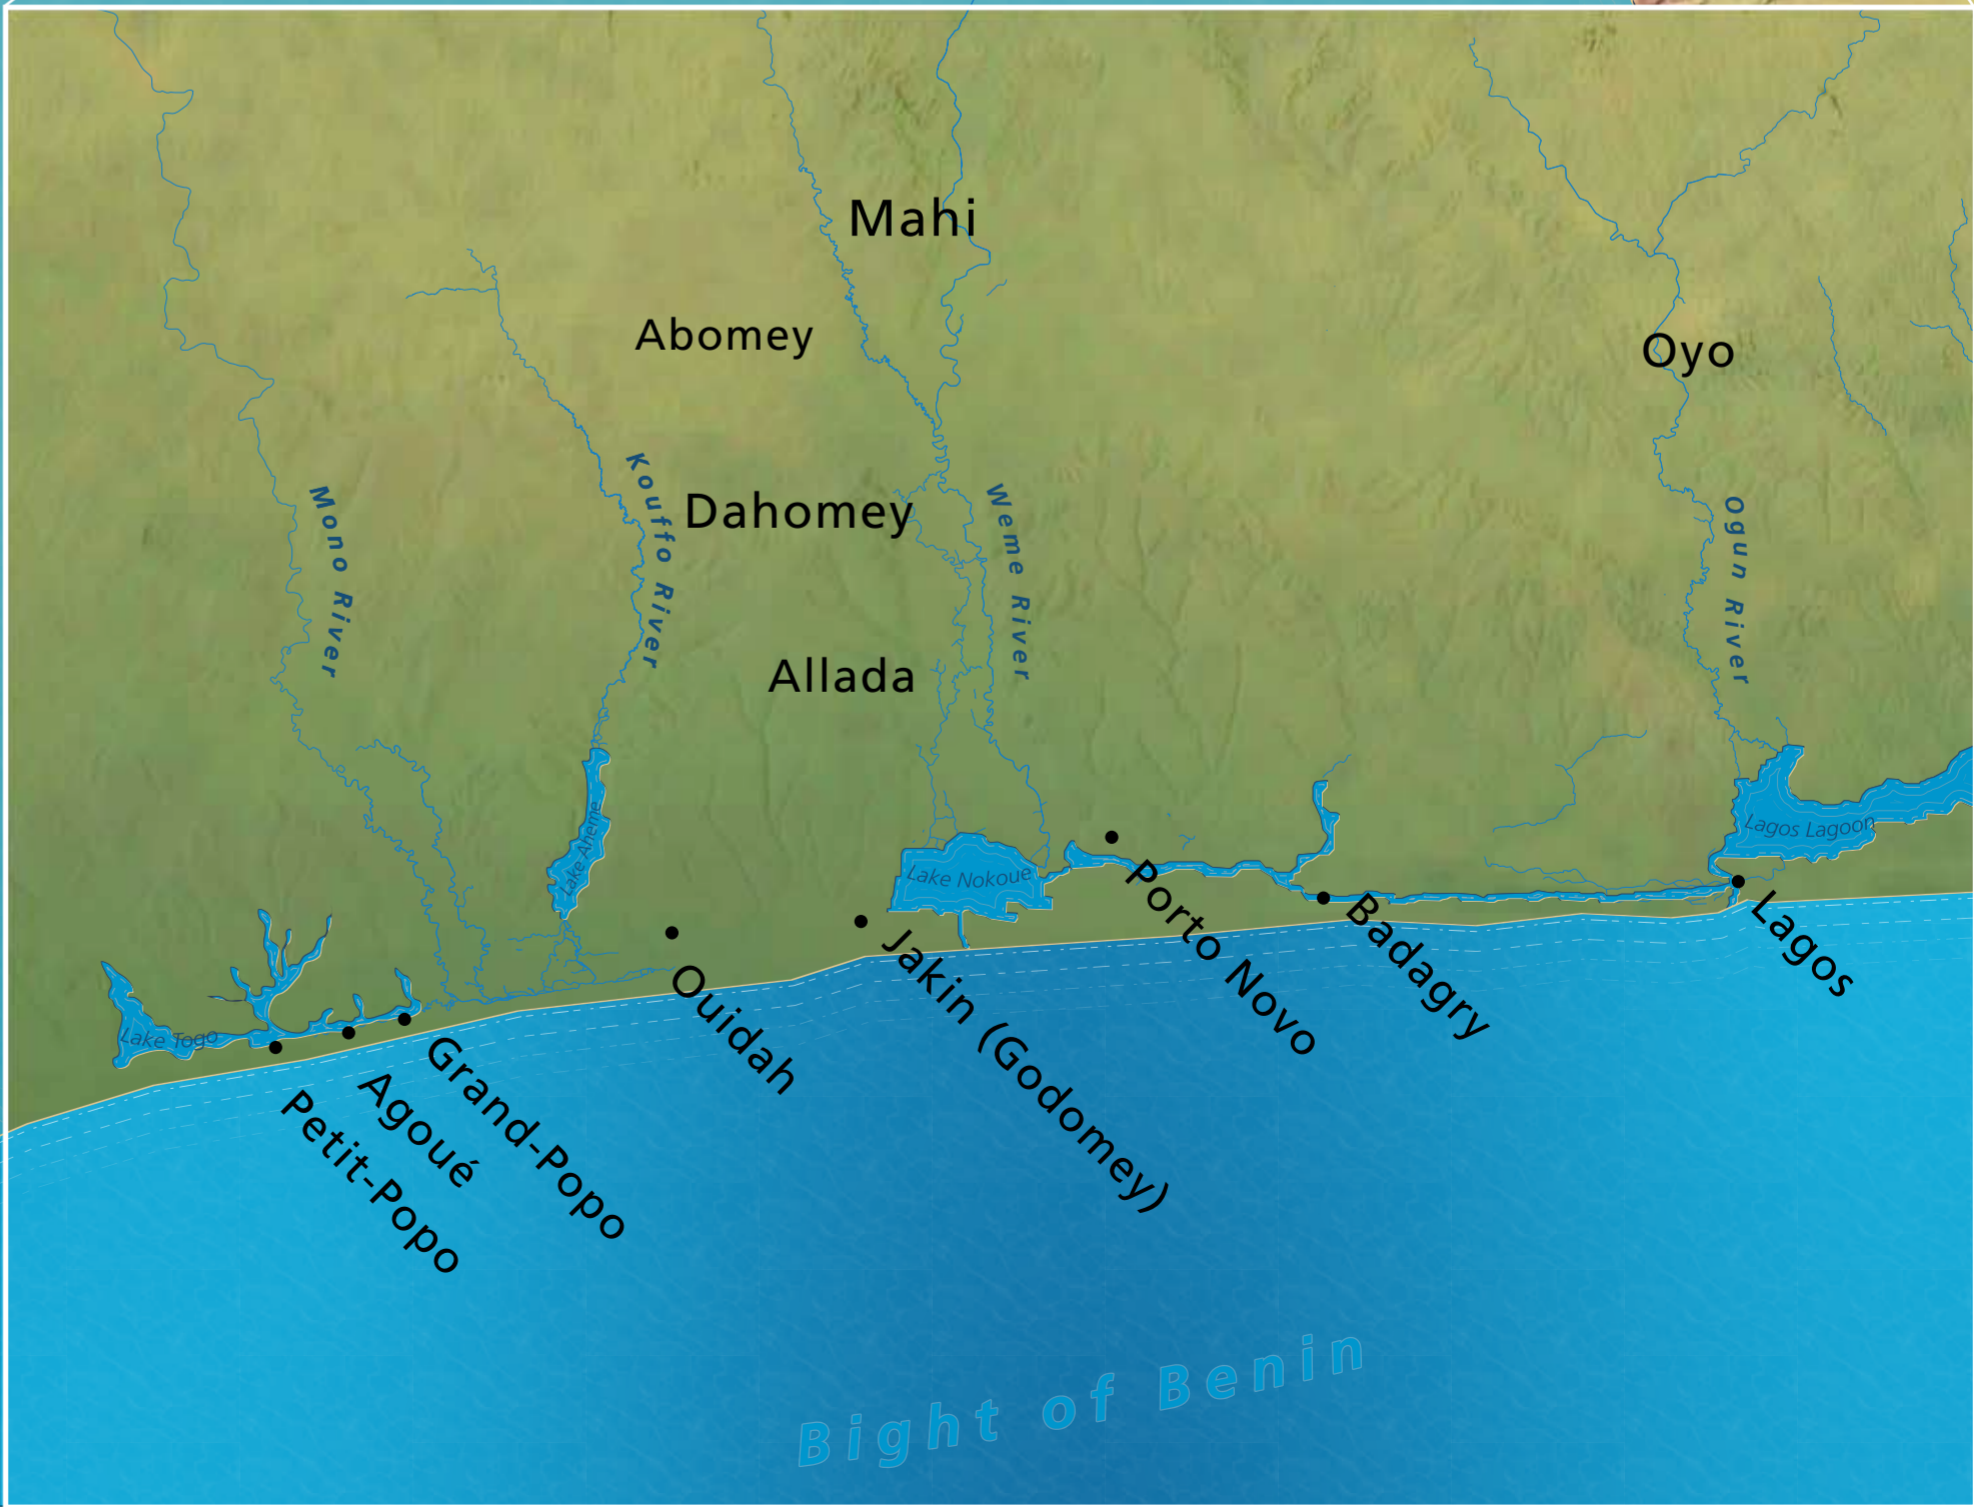 Mahi
Abomey
Oyo
Mono River
Kouffo River
Dahomey
Weme River
Ogun River
Allada
Lake Aheme
Lake Nokoue
Lagos Lagoon
Lake Togo
Petit-Popo
Agoué
Grand-Popo
Ouidah
Jakin (Godomey)
Porto Novo
Badagry
Lagos
Bight of Benin